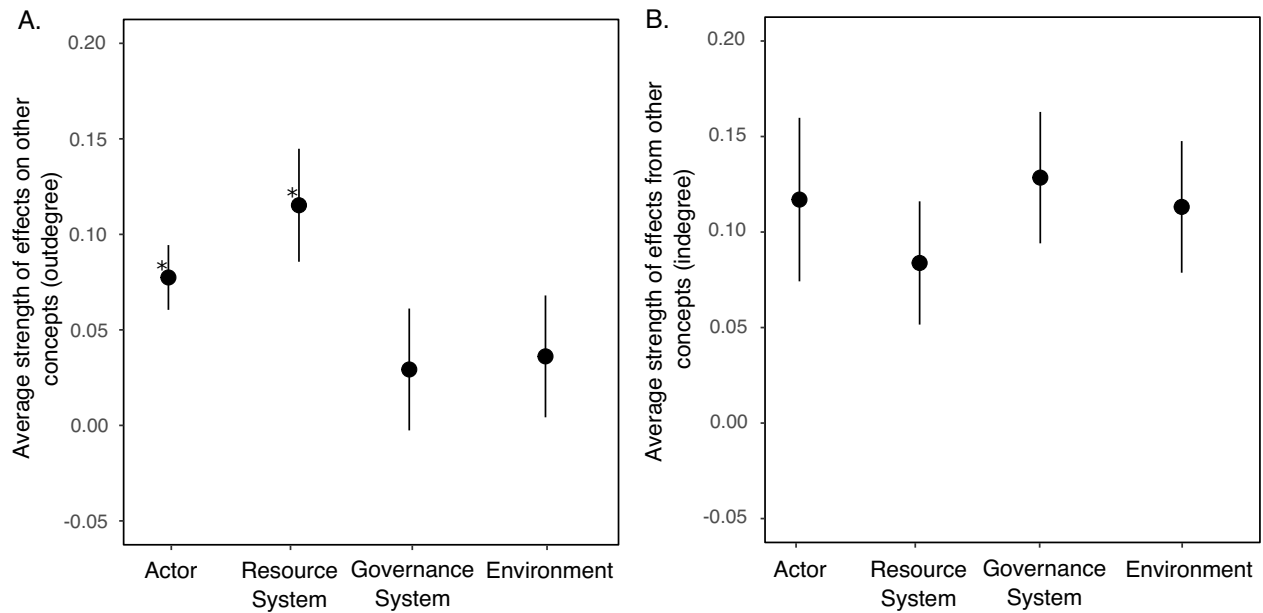 A.
Average strength of effects on other
concepts (outdegree)
0.20
0.15
0.10
0.05
0.00
-0.05
*
*
Actor
Resource
System
Governance
System
Environment
B.
Average strength of effects from other
concepts (indegree)
0.20
0.15
0.10
0.05
0.00
-0.05
Actor
Resource
System
Governance
System
Environment